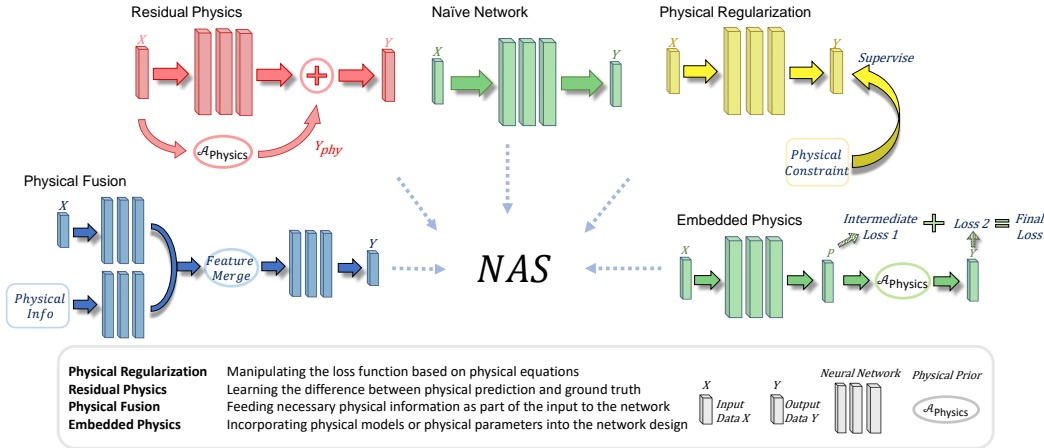 Residual Physics
Naïve Network
Physical Regularization
X
Y
X
Y
X
Y
Supervise
𝒜Physics
Y_phy
Physical
Constraint
Physical Fusion
Embedded Physics
X
Physical
Info
Feature
Merge
Y
NAS
X
P
𝒜Physics
Y
Intermediate
Loss 1
+
Loss 2
=
Final
Loss
Physical Regularization Manipulating the loss function based on physical equations
Residual Physics Learning the difference between physical prediction and ground truth
Physical Fusion Feeding necessary physical information as part of the input to the network
Embedded Physics Incorporating physical models or physical parameters into the network design
X
Input
Data X
Y
Output
Data Y
Neural Network
Physical Prior
𝒜Physics